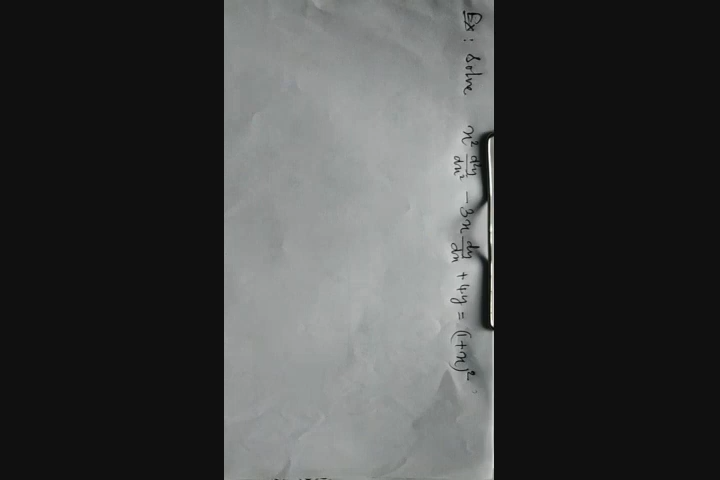 Ex: Solve x² d²y/dx² - 3x dy/dx + 4y = (1+x)².